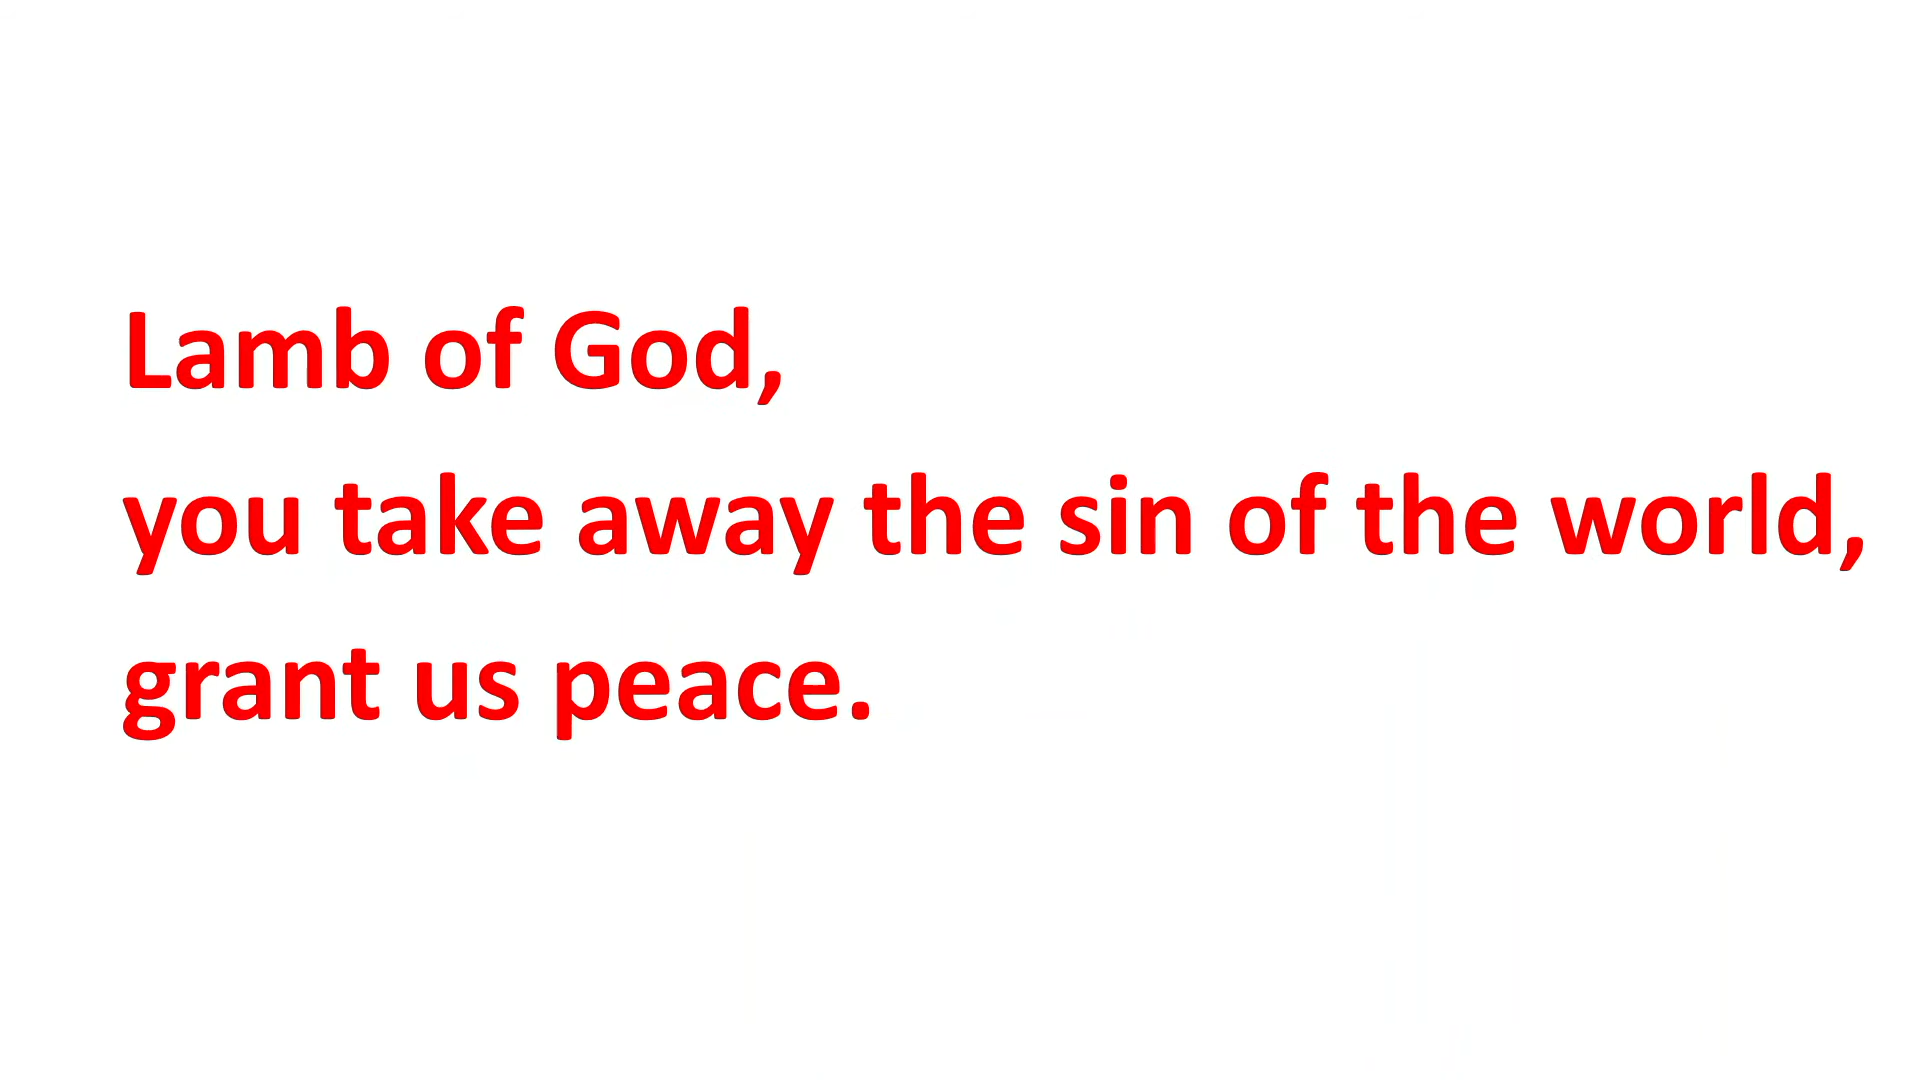 Lamb of God,
you take away the sin of the world,
grant us peace.